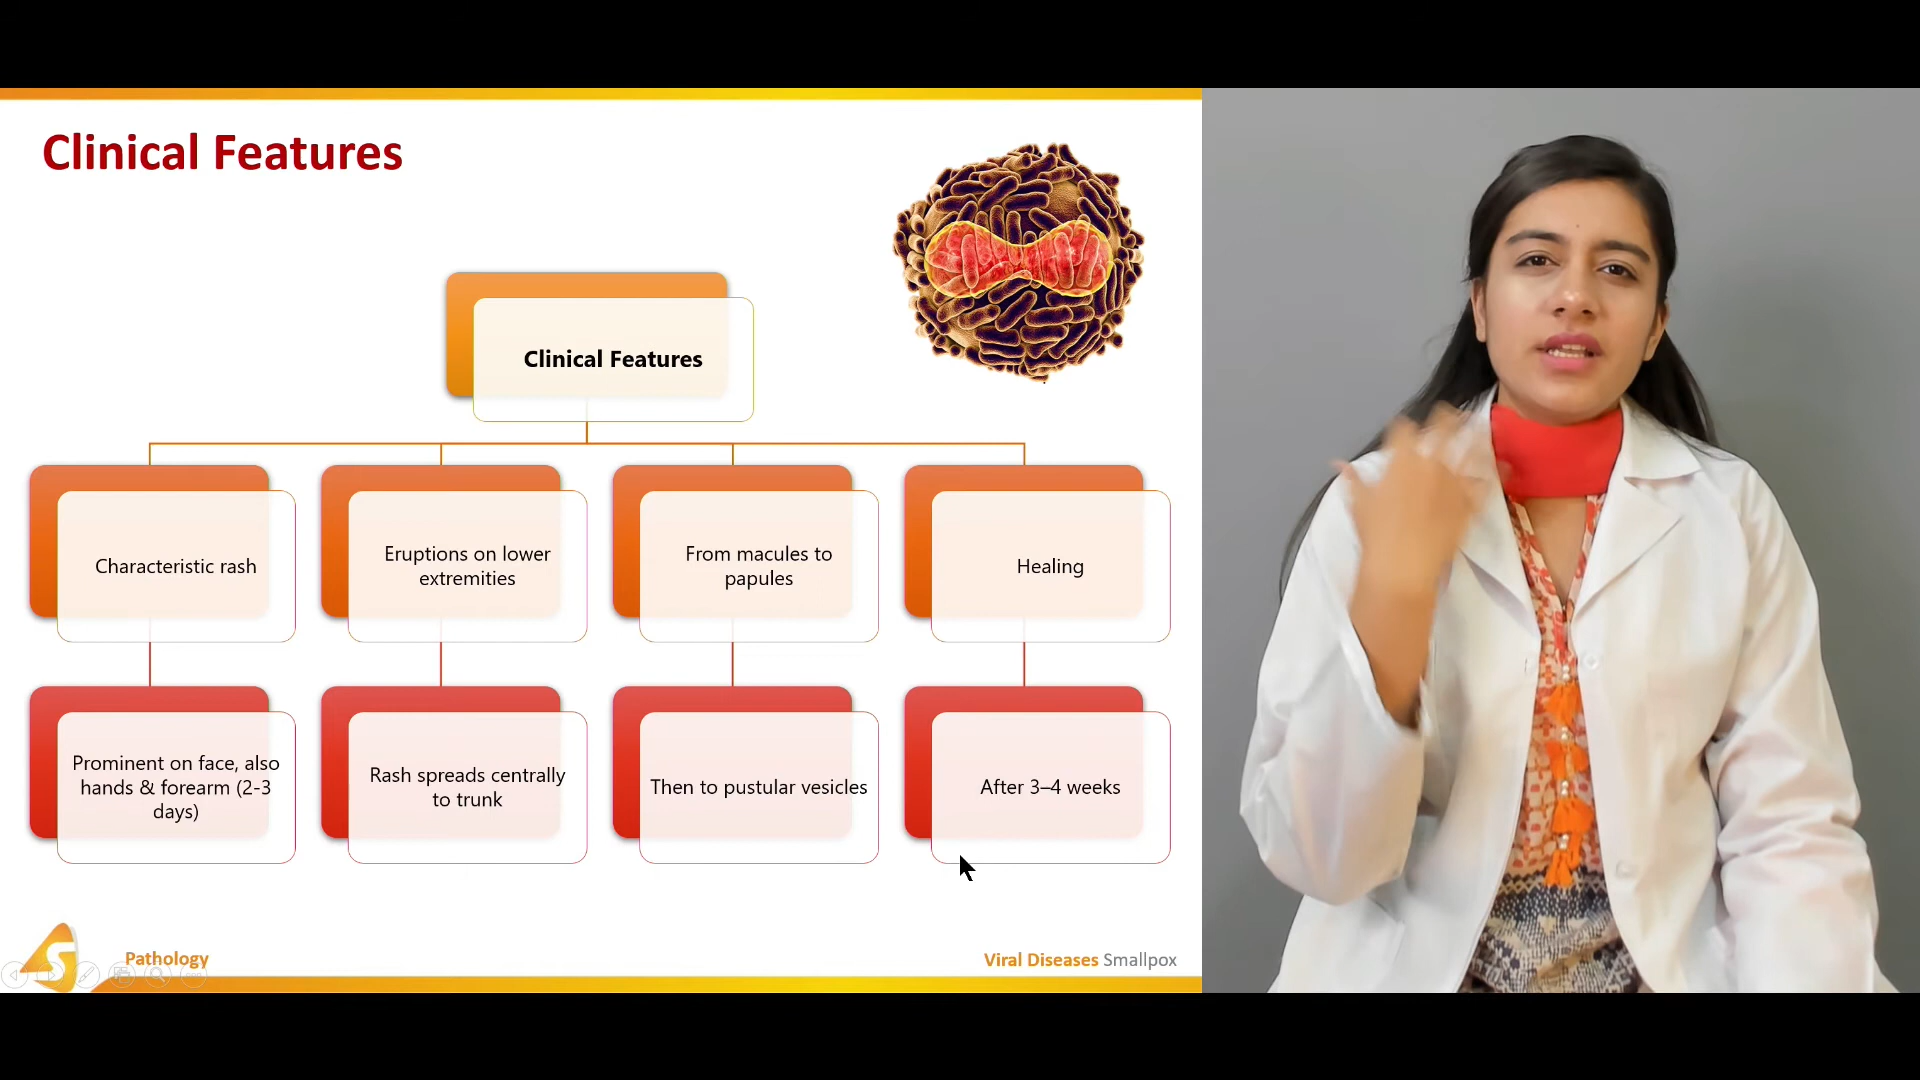 Clinical Features
Clinical Features
Characteristic rash
Eruptions on lower
extremities
From macules to
papules
Healing
Prominent on face, also
hands & forearm (2-3
days)
Rash spreads centrally
to trunk
Then to pustular vesicles
After 3–4 weeks
S
Pathology
Viral Diseases Smallpox